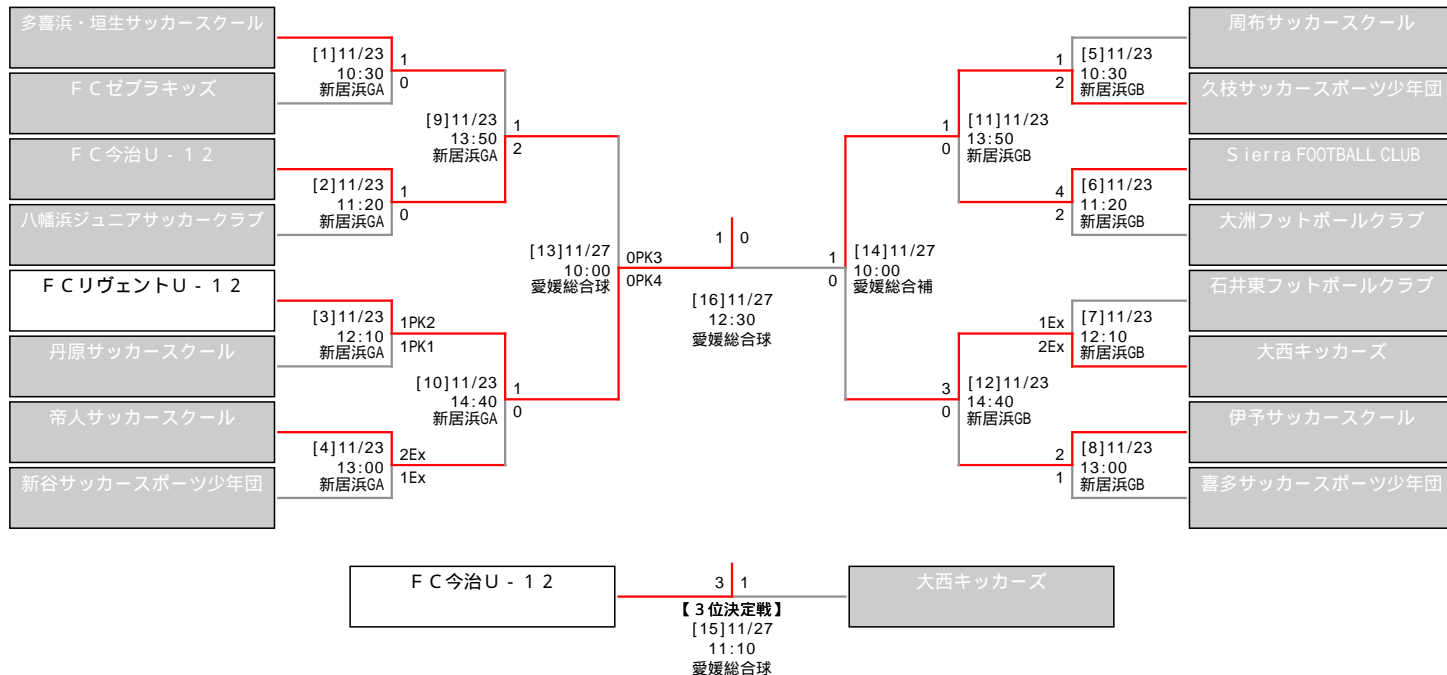 多喜浜・垣生サッカースクール
[1]11/23
10:30
新居浜GA
1
0
ＦＣゼブラキッズ
[9]11/23
13:50
新居浜GA
1
2
ＦＣ今治Ｕ‐１２
[2]11/23
11:20
新居浜GA
1
0
八幡浜ジュニアサッカークラブ
[13]11/27
10:00
愛媛総合球
0PK3
0PK4
ＦＣリヴェントＵ‐１２
[3]11/23
12:10
新居浜GA
1PK2
1PK1
丹原サッカースクール
[10]11/23
14:40
新居浜GA
1
0
帝人サッカースクール
[4]11/23
13:00
新居浜GA
2Ex
1Ex
新谷サッカースポーツ少年団
1 0
[16]11/27
12:30
愛媛総合球
周布サッカースクール
1
2
[5]11/23
10:30
新居浜GB
久枝サッカースポーツ少年団
1
0
[11]11/23
13:50
新居浜GB
Ｓierra FOOTBALL CLUB
4
2
[6]11/23
11:20
新居浜GB
大洲フットボールクラブ
1
0
[14]11/27
10:00
愛媛総合補
石井東フットボールクラブ
1Ex
2Ex
[7]11/23
12:10
新居浜GB
大西キッカーズ
3
0
[12]11/23
14:40
新居浜GB
伊予サッカースクール
2
1
[8]11/23
13:00
新居浜GB
喜多サッカースポーツ少年団
ＦＣ今治Ｕ‐１２
3 1
大西キッカーズ
【３位決定戦】
[15]11/27
11:10
愛媛総合球